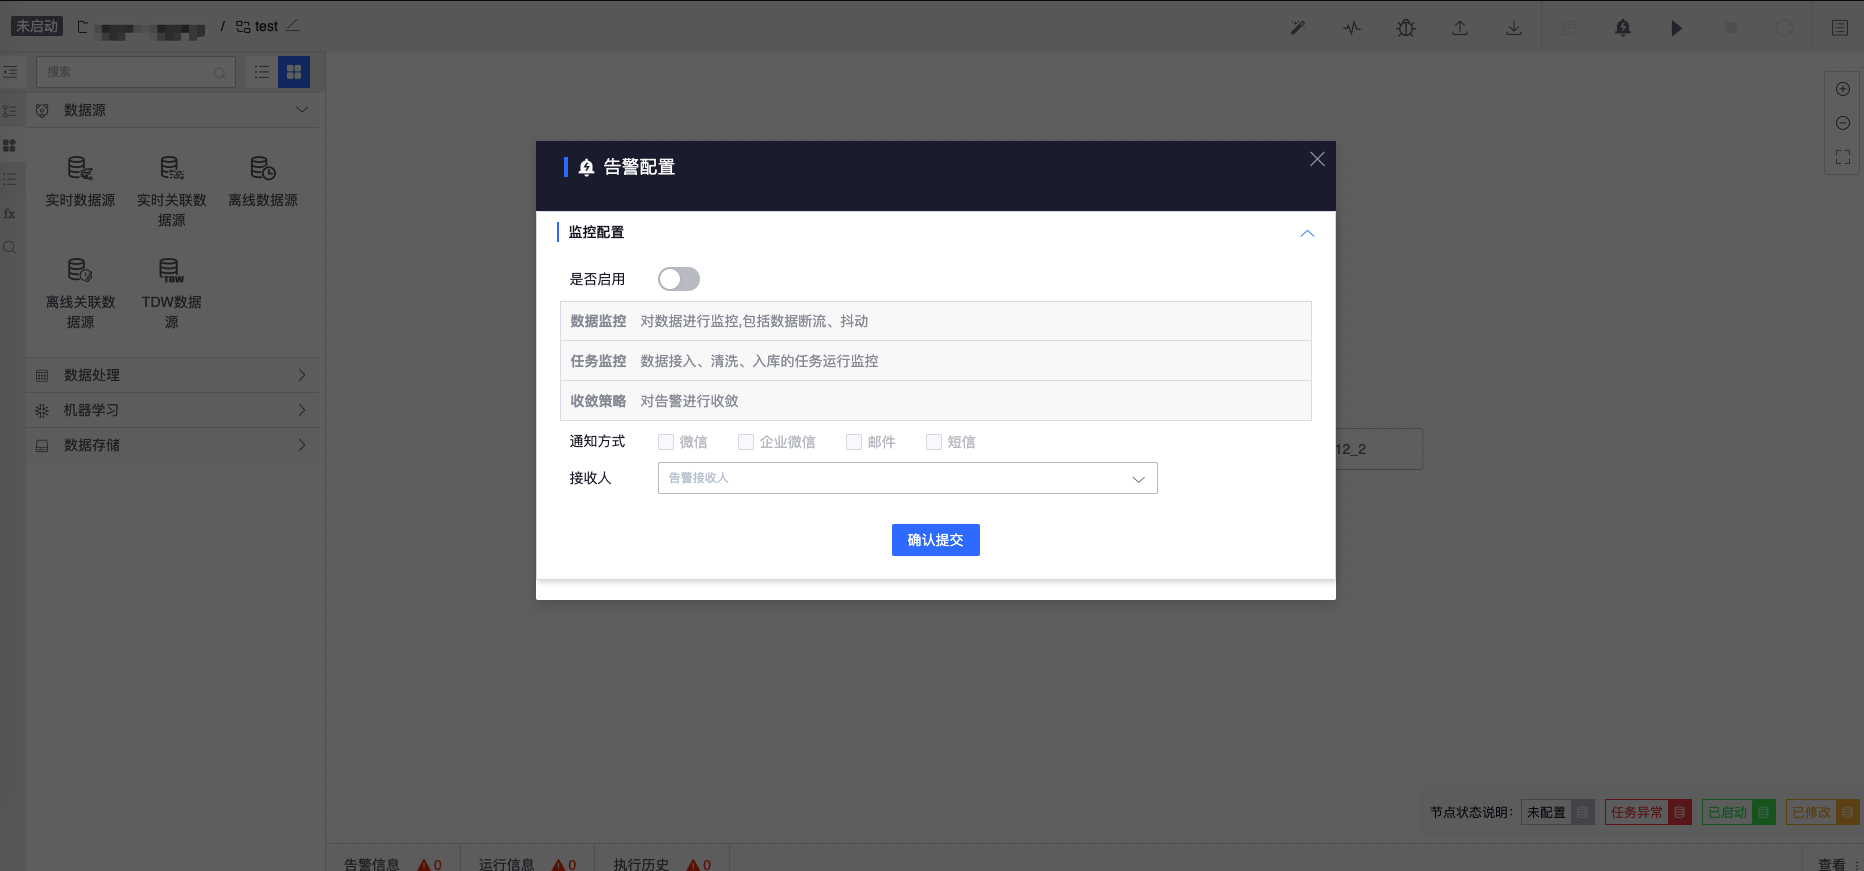 未启动
/ test
搜索
数据源
实时数据源
实时关联数
据源
离线数据源
离线关联数
据源
TDW
TDW数据
源
数据处理
机器学习
数据存储
fx
告警配置
监控配置
是否启用
数据监控 对数据进行监控,包括数据断流、抖动
任务监控 数据接入、清洗、入库的任务运行监控
收敛策略 对告警进行收敛
通知方式 微信 企业微信 邮件 短信
接收人 告警接收人
确认提交
12_2
节点状态说明: 未配置 任务异常 已启动 已修改
告警信息 0 运行信息 0 执行历史 0 查看